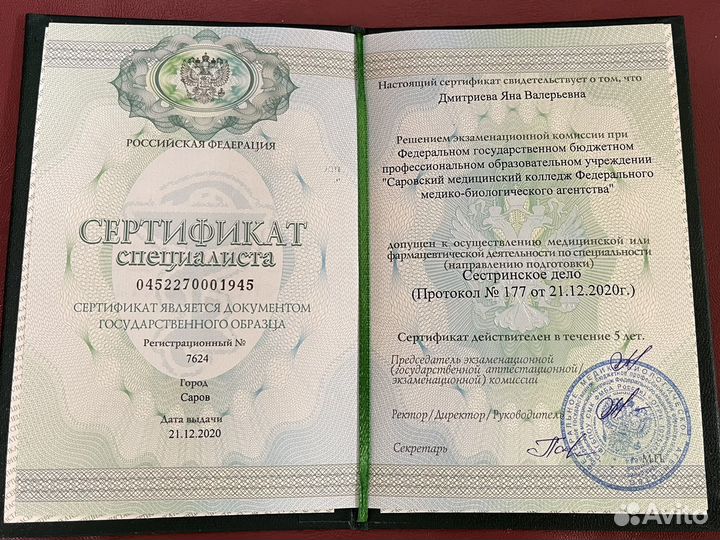 РОССИЙСКАЯ ФЕДЕРАЦИЯ
СЕРТИФИКАТ
специалиста
0452270001945
СЕРТИФИКАТ ЯВЛЯЕТСЯ ДОКУМЕНТОМ
ГОСУДАРСТВЕННОГО ОБРАЗЦА
Регистрационный №
7624
Город
Саров
Дата выдачи
21.12.2020
Настоящий сертификат свидетельствует о том, что
Дмитриева Яна Валерьевна
Решением экзаменационной комиссии при
Федеральном государственном бюджетном
профессиональном образовательном учреждении
"Саровский медицинский колледж Федерального
медико-биологического агентства"
допущен к осуществлению медицинской или
фармацевтической деятельности по специальности
(направлению подготовки)
Сестринское дело
(Протокол № 177 от 21.12.2020г.)
Сертификат действителен в течение 5 лет.
Председатель экзаменационной
(государственной аттестационной/
экзаменационной) комиссии
Ректор/Директор/Руководитель
Секретарь
М.П.
Avito